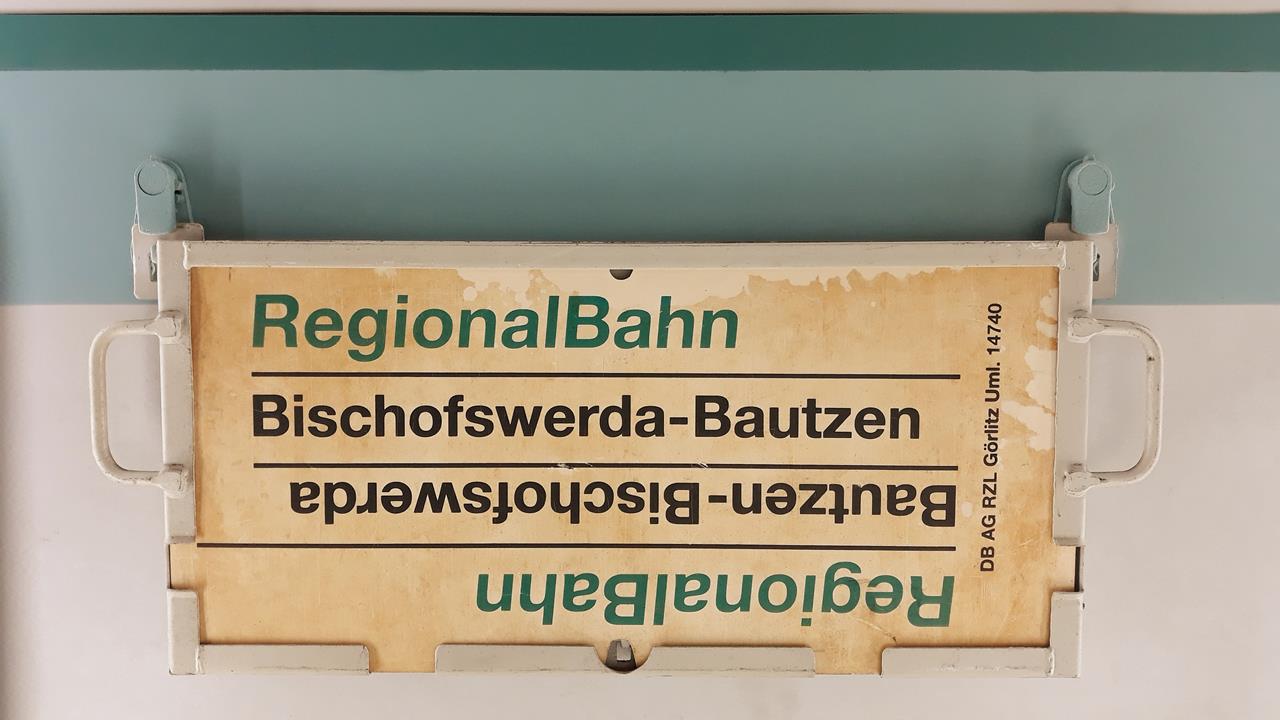 RegionalBahn
Bischofswerda-Bautzen
Bautzen-Bischofswerda
RegionalBahn
DB AG RZL Görlitz Uml. 14740